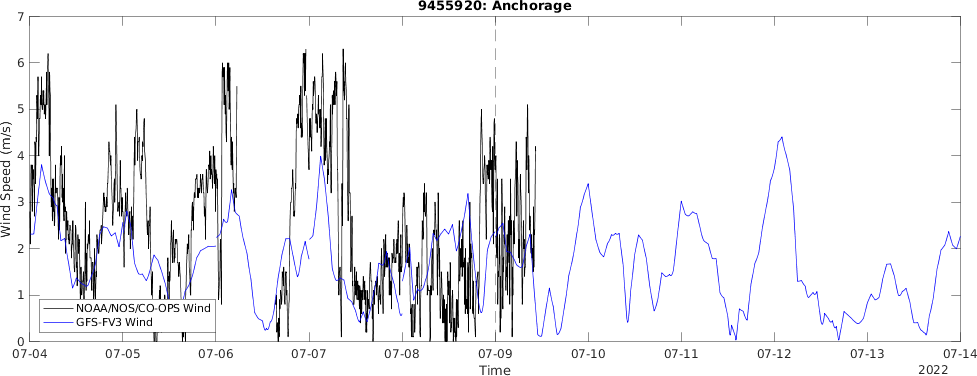 9455920: Anchorage
7
6
5
4
3
2
1
0
Wind Speed (m/s)
NOAA/NOS/CO-OPS Wind
GFS-FV3 Wind
07-04 07-05 07-06 07-07 07-08 07-09 07-10 07-11 07-12 07-13 07-14
Time
2022